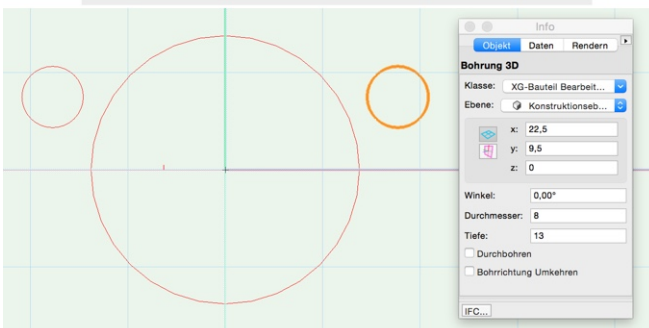 Info
Objekt Daten Rendern
Bohrung 3D
Klasse: XG-Bauteil Bearbeit...
Ebene: Konstruktionseb...
x: 22,5
y: 9,5
z: 0
Winkel: 0,00°
Durchmesser: 8
Tiefe: 13
Durchbohren
Bohrrichtung Umkehren
IFC...